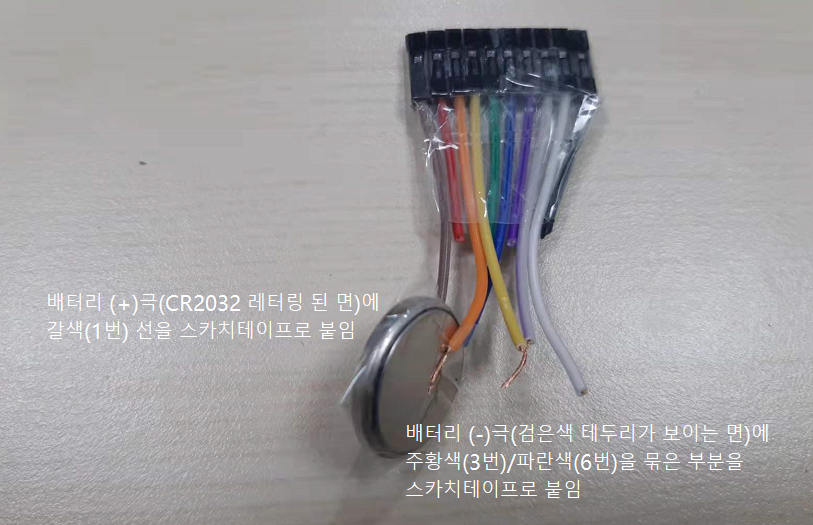 배터리 (+)극(CR2032 레터링 된 면)에
갈색(1번) 선을 스카치테이프로 붙임
배터리 (-)극(검은색 테두리가 보이는 면)에
주황색(3번)/파란색(6번)을 묶은 부분을
스카치테이프로 붙임